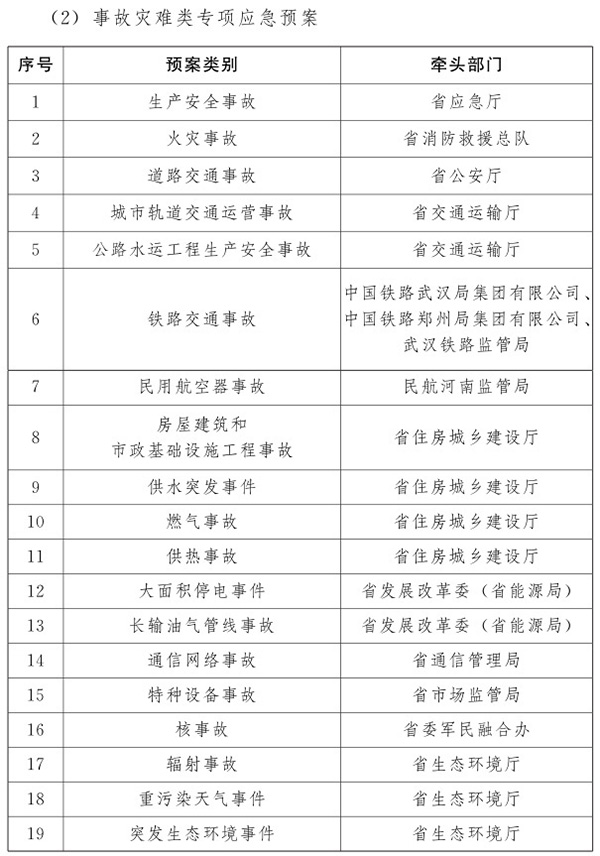 （2）事故灾难类专项应急预案
序号 预案类别 牵头部门
1 生产安全事故 省应急厅
2 火灾事故 省消防救援总队
3 道路交通事故 省公安厅
4 城市轨道交通运营事故 省交通运输厅
5 公路水运工程生产安全事故 省交通运输厅
6 铁路交通事故 中国铁路武汉局集团有限公司、
中国铁路郑州局集团有限公司、
武汉铁路监管局
7 民用航空器事故 民航河南监管局
8 房屋建筑和
市政基础设施工程事故 省住房城乡建设厅
9 供水突发事件 省住房城乡建设厅
10 燃气事故 省住房城乡建设厅
11 供热事故 省住房城乡建设厅
12 大面积停电事件 省发展改革委（省能源局）
13 长输油气管线事故 省发展改革委（省能源局）
14 通信网络事故 省通信管理局
15 特种设备事故 省市场监管局
16 核事故 省委军民融合办
17 辐射事故 省生态环境厅
18 重污染天气事件 省生态环境厅
19 突发生态环境事件 省生态环境厅